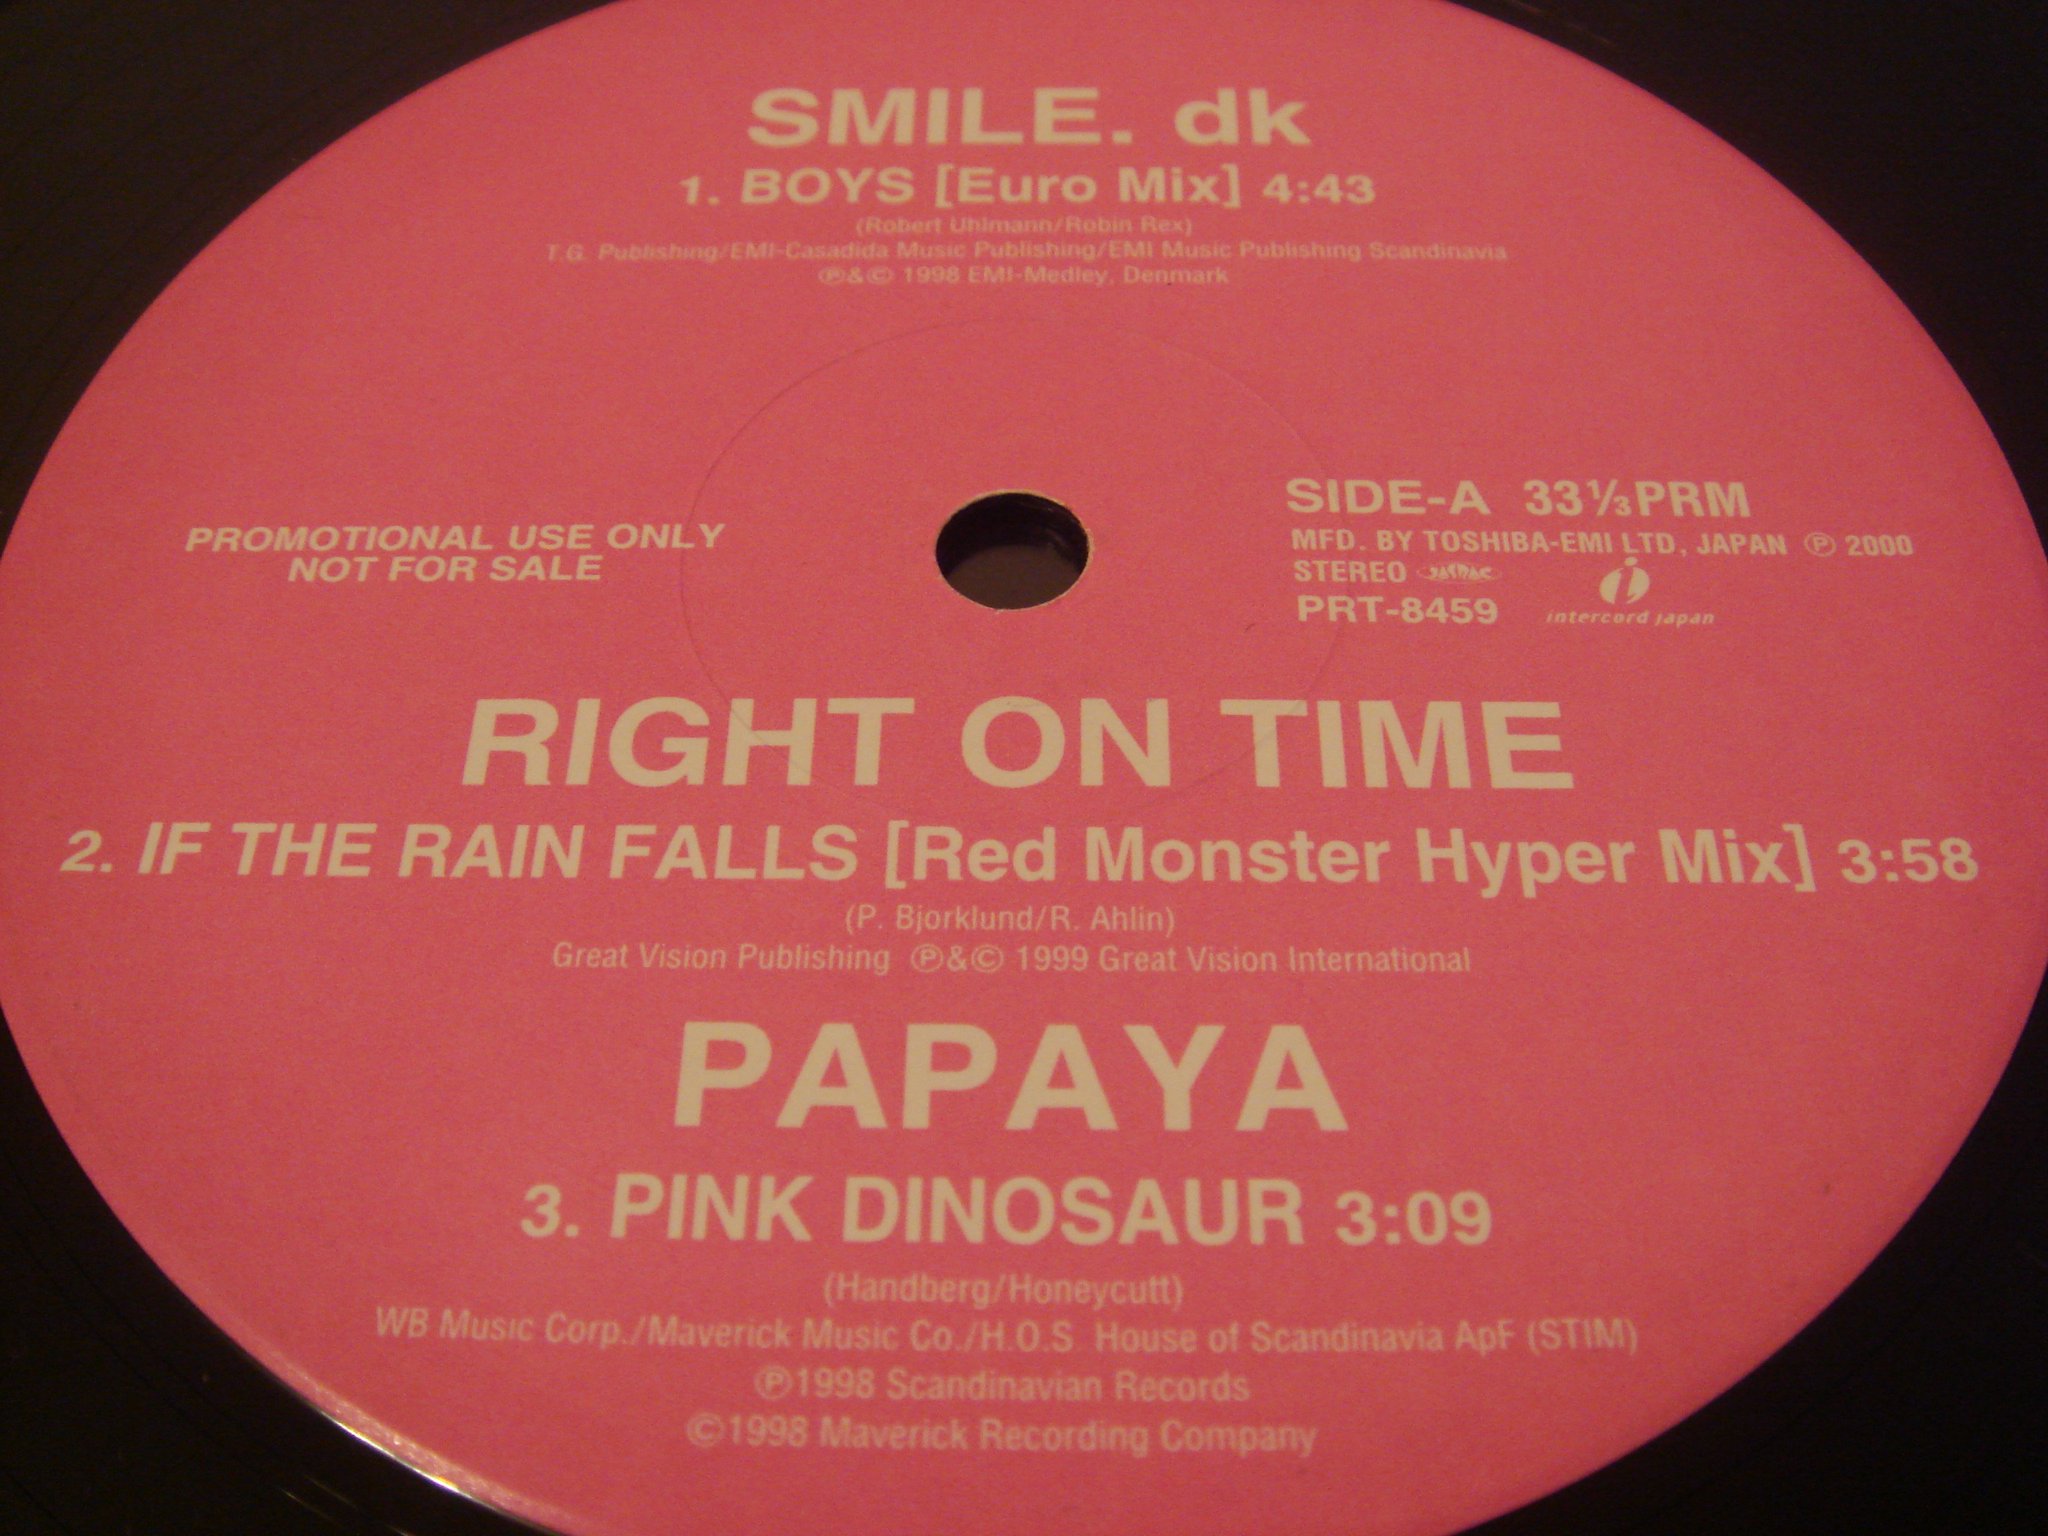 SMILE. dk
1. BOYS [Euro Mix] 4:43
(Robert Uhlmann/Robin Rex)
T.G. Publishing/EMI-Casadida Music Publishing/EMI Music Publishing Scandinavia
℗&© 1998 EMI-Medley, Denmark
PROMOTIONAL USE ONLY
NOT FOR SALE
SIDE-A 33⅓PRM
MFD. BY TOSHIBA-EMI LTD, JAPAN ℗ 2000
STEREO JASRAC
PRT-8459
intercord japan
RIGHT ON TIME
2. IF THE RAIN FALLS [Red Monster Hyper Mix] 3:58
(P. Bjorklund/R. Ahlin)
Great Vision Publishing ℗&© 1999 Great Vision International
PAPAYA
3. PINK DINOSAUR 3:09
(Handberg/Honeycutt)
WB Music Corp./Maverick Music Co./H.O.S. House of Scandinavia ApF (STIM)
℗1998 Scandinavian Records
©1998 Maverick Recording Company